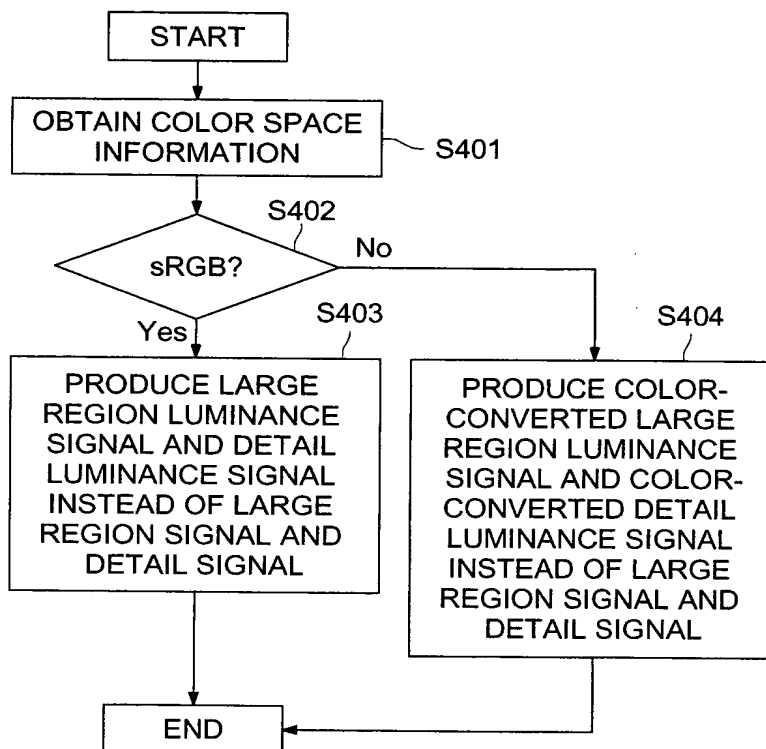 START
OBTAIN COLOR SPACE
INFORMATION
S401
S402
sRGB?
No
Yes
S403
PRODUCE LARGE
REGION LUMINANCE
SIGNAL AND DETAIL
LUMINANCE SIGNAL
INSTEAD OF LARGE
REGION SIGNAL AND
DETAIL SIGNAL
S404
PRODUCE COLOR-
CONVERTED LARGE
REGION LUMINANCE
SIGNAL AND COLOR-
CONVERTED DETAIL
LUMINANCE SIGNAL
INSTEAD OF LARGE
REGION SIGNAL AND
DETAIL SIGNAL
END